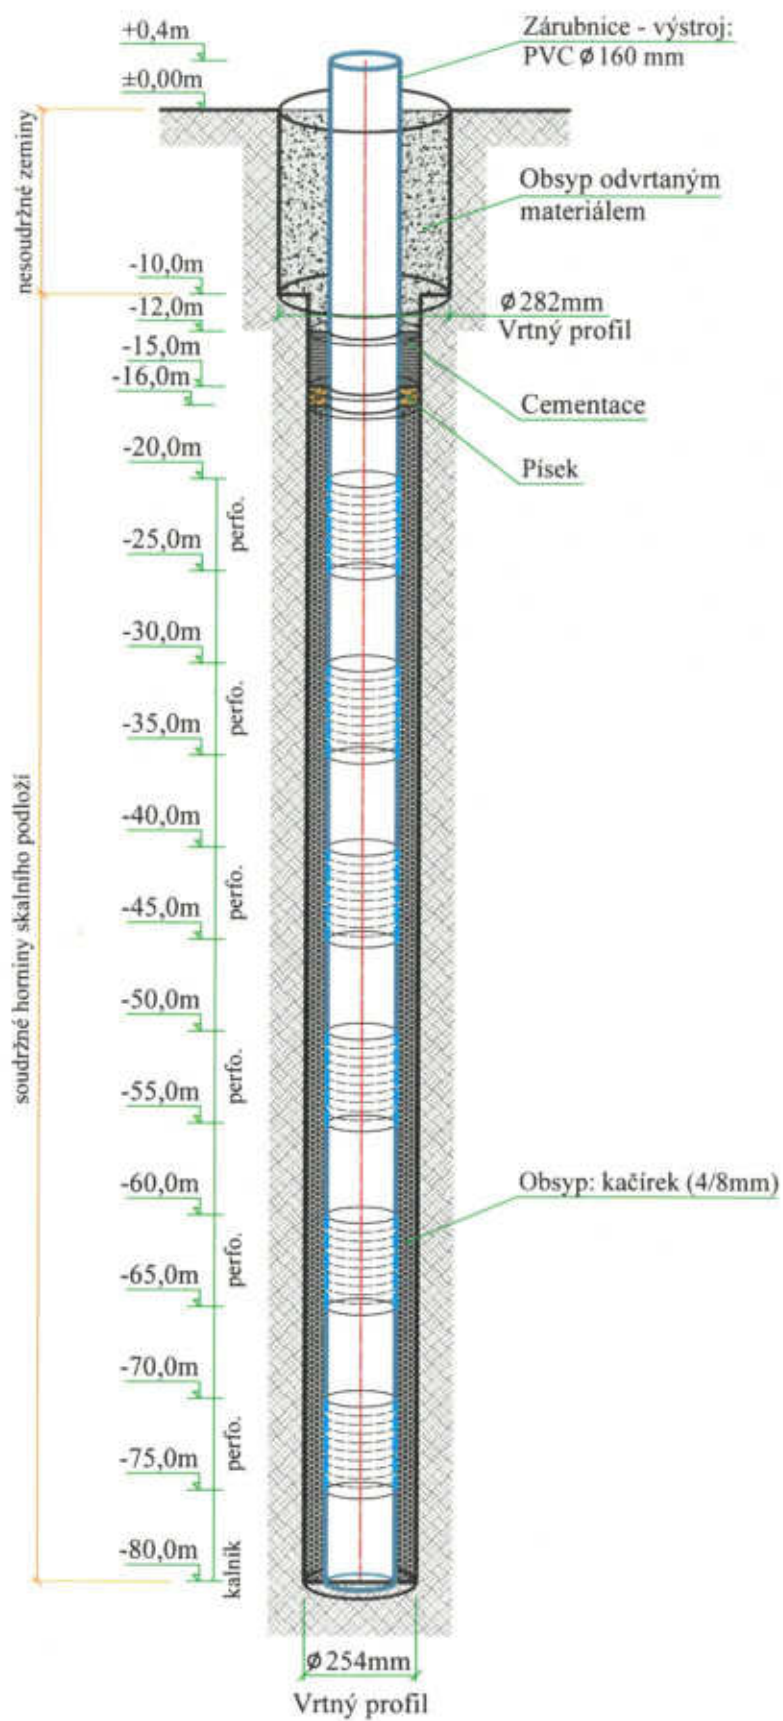 +0,4m
±0,00m
Zárubnice - výstroj:
PVC ø 160 mm
nesoudržné zeminy
Obsyp odvrtaným
materiálem
-10,0m
-12,0m
-15,0m
-16,0m
ø 282mm
Vrtný profil
Cementace
Písek
-20,0m
perfo.
-25,0m
-30,0m
perfo.
-35,0m
soudržné horniny skalního podloží
-40,0m
perfo.
-45,0m
-50,0m
perfo.
-55,0m
-60,0m
Obsyp: kačírek (4/8mm)
perfo.
-65,0m
-70,0m
perfo.
-75,0m
-80,0m
kalník
ø 254mm
Vrtný profil